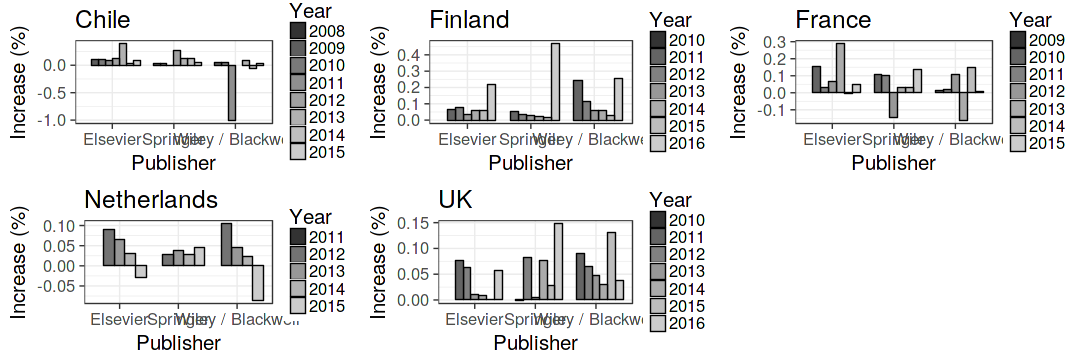 Chile
Increase (%)
0.0
-0.5
-1.0
Elsevier Springer Wiley / Blackwe
Publisher
Year
2008
2009
2010
2011
2012
2013
2014
2015
Finland
Increase (%)
0.4
0.3
0.2
0.1
0.0
Elsevier Springer Wiley / Blackwe
Publisher
Year
2010
2011
2012
2013
2014
2015
2016
France
Increase (%)
0.3
0.2
0.1
0.0
-0.1
Elsevier Springer Wiley / Blackwe
Publisher
Year
2009
2010
2011
2012
2013
2014
2015
Netherlands
Increase (%)
0.10
0.05
0.00
-0.05
Elsevier Springer Wiley / Blackwell
Publisher
Year
2011
2012
2013
2014
2015
UK
Increase (%)
0.15
0.10
0.05
0.00
Elsevier Springer Wiley / Blackwe
Publisher
Year
2010
2011
2012
2013
2014
2015
2016